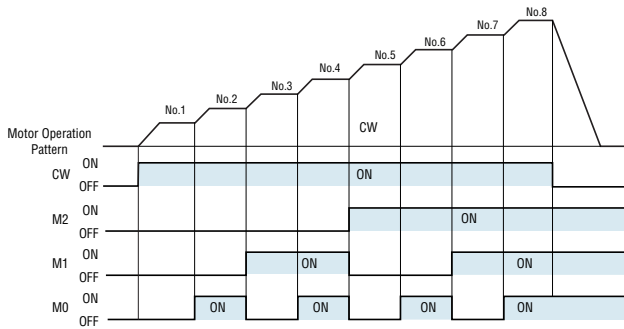 No.8
No.7
No.6
No.5
No.4
No.3
No.2
No.1
CW
Motor Operation
Pattern
ON
CW ON
OFF
ON
M2 ON
OFF
ON
M1 ON ON
OFF
ON
M0 ON ON ON ON
OFF